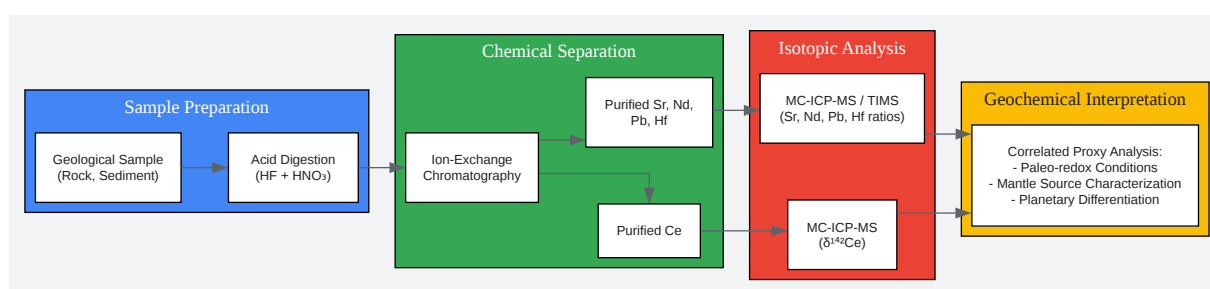 Sample Preparation
Geological Sample
(Rock, Sediment)
Acid Digestion
(HF + HNO₃)
Chemical Separation
Ion-Exchange
Chromatography
Purified Sr, Nd,
Pb, Hf
Purified Ce
Isotopic Analysis
MC-ICP-MS / TIMS
(Sr, Nd, Pb, Hf ratios)
MC-ICP-MS
(δ¹⁴²Ce)
Geochemical Interpretation
Correlated Proxy Analysis:
- Paleo-redox Conditions
- Mantle Source Characterization
- Planetary Differentiation